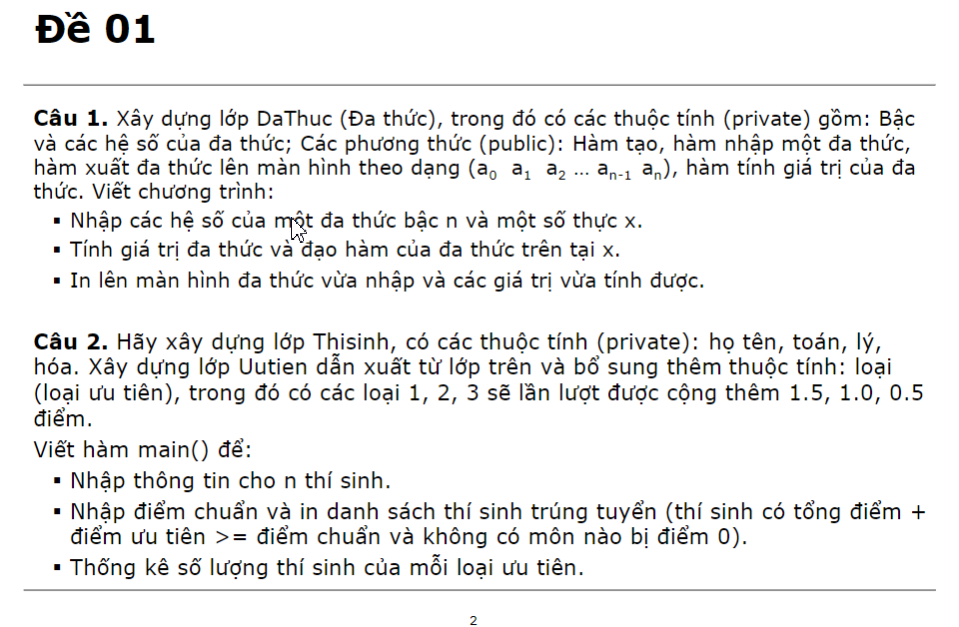 Đề 01
Câu 1. Xây dựng lớp DaThuc (Đa thức), trong đó có các thuộc tính (private) gồm: Bậc
và các hệ số của đa thức; Các phương thức (public): Hàm tạo, hàm nhập một đa thức,
hàm xuất đa thức lên màn hình theo dạng (a₀ a₁ a₂ ... aₙ₋₁ aₙ), hàm tính giá trị của đa
thức. Viết chương trình:
▪ Nhập các hệ số của một đa thức bậc n và một số thực x.
▪ Tính giá trị đa thức và đạo hàm của đa thức trên tại x.
▪ In lên màn hình đa thức vừa nhập và các giá trị vừa tính được.
Câu 2. Hãy xây dựng lớp Thisinh, có các thuộc tính (private): họ tên, toán, lý,
hóa. Xây dựng lớp Uutien dẫn xuất từ lớp trên và bổ sung thêm thuộc tính: loại
(loại ưu tiên), trong đó có các loại 1, 2, 3 sẽ lần lượt được cộng thêm 1.5, 1.0, 0.5
điểm.
Viết hàm main() để:
▪ Nhập thông tin cho n thí sinh.
▪ Nhập điểm chuẩn và in danh sách thí sinh trúng tuyển (thí sinh có tổng điểm +
điểm ưu tiên >= điểm chuẩn và không có môn nào bị điểm 0).
▪ Thống kê số lượng thí sinh của mỗi loại ưu tiên.
2